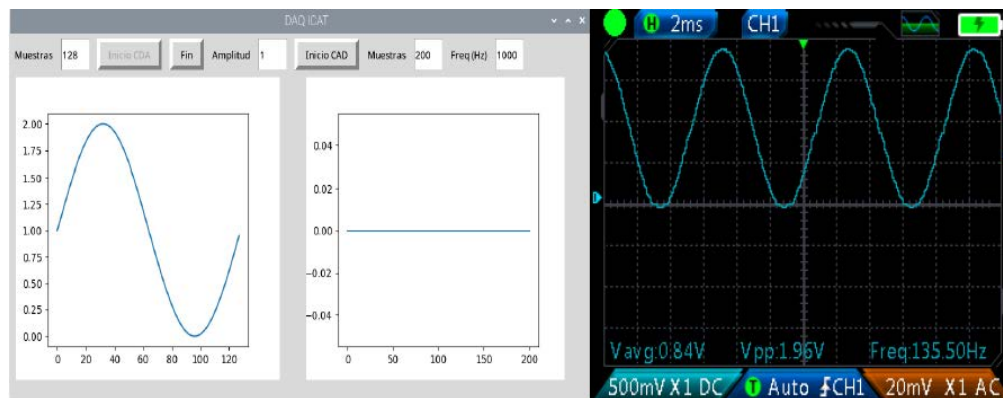 DAQ ICAT
Muestras 128 Inicio CDA Fin Amplitud 1 Inicio CAD Muestras 200 Freq (Hz) 1000
2.00
1.75
1.50
1.25
1.00
0.75
0.50
0.25
0.00
0 20 40 60 80 100 120
0.04
0.02
0.00
−0.02
−0.04
0 50 100 150 200
H 2ms CH1
Vavg:0.84V Vpp:1.96V Freq:135.50Hz
500mV X1 DC T Auto CH1 20mV X1 AC